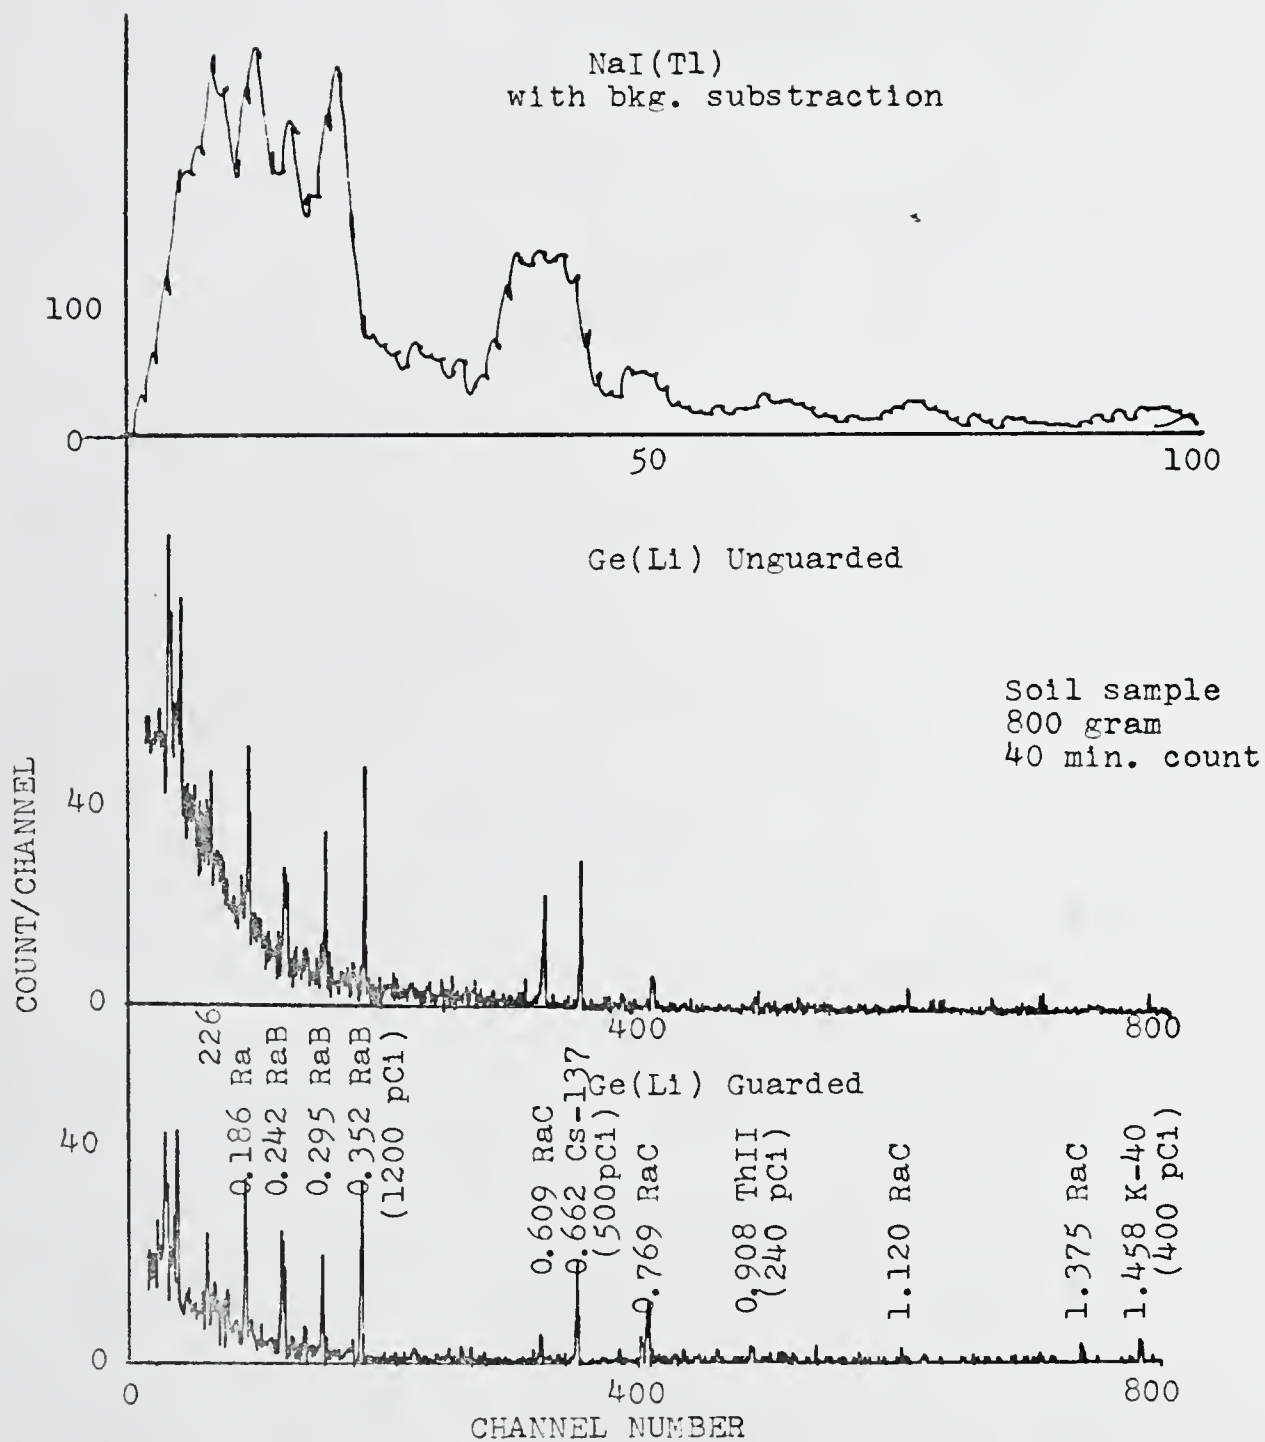 NaI(Tl)
with bkg. substraction
100
0
50
100
Ge(Li) Unguarded
Soil sample
800 gram
40 min. count
COUNT/CHANNEL
40
0
400
800
Ge(Li) Guarded
226
0.186 Ra
0.242 RaB
0.295 RaB
0.352 RaB
(1200 pCi)
0.609 RaC
0.662 Cs-137
(500pCi)
0.769 RaC
0.908 ThII
(240 pCi)
1.120 RaC
1.375 RaC
1.458 K-40
(400 pCi)
40
0
0
400
800
CHANNEL NUMBER